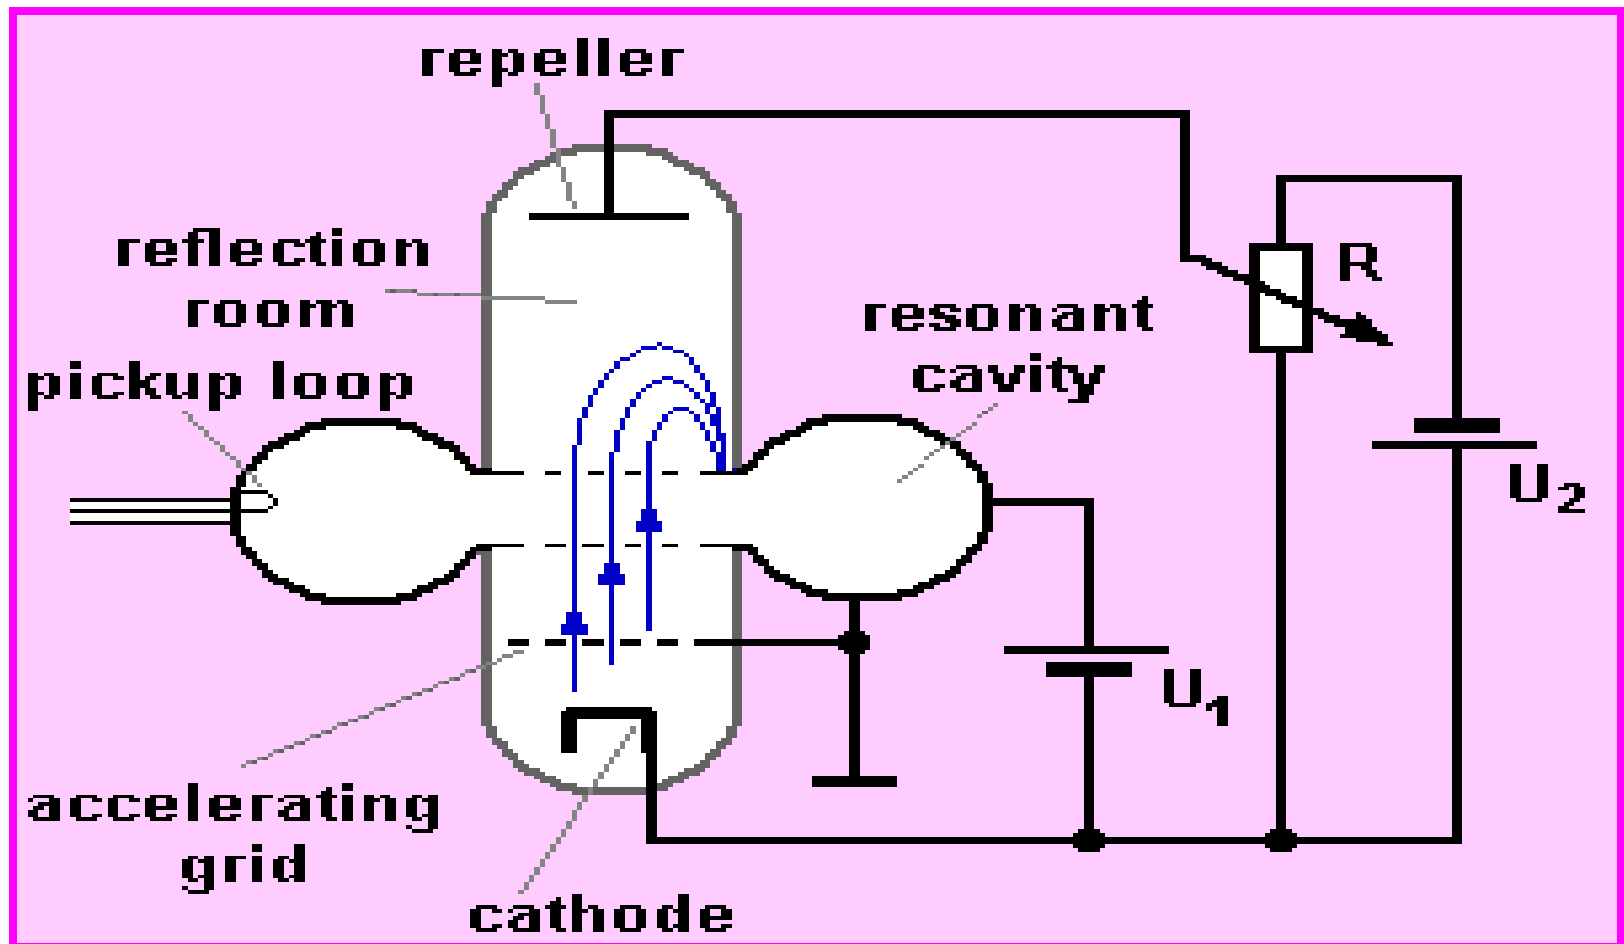 repeller
reflection
room
pickup loop
resonant
cavity
R
U2
U1
accelerating
grid
cathode